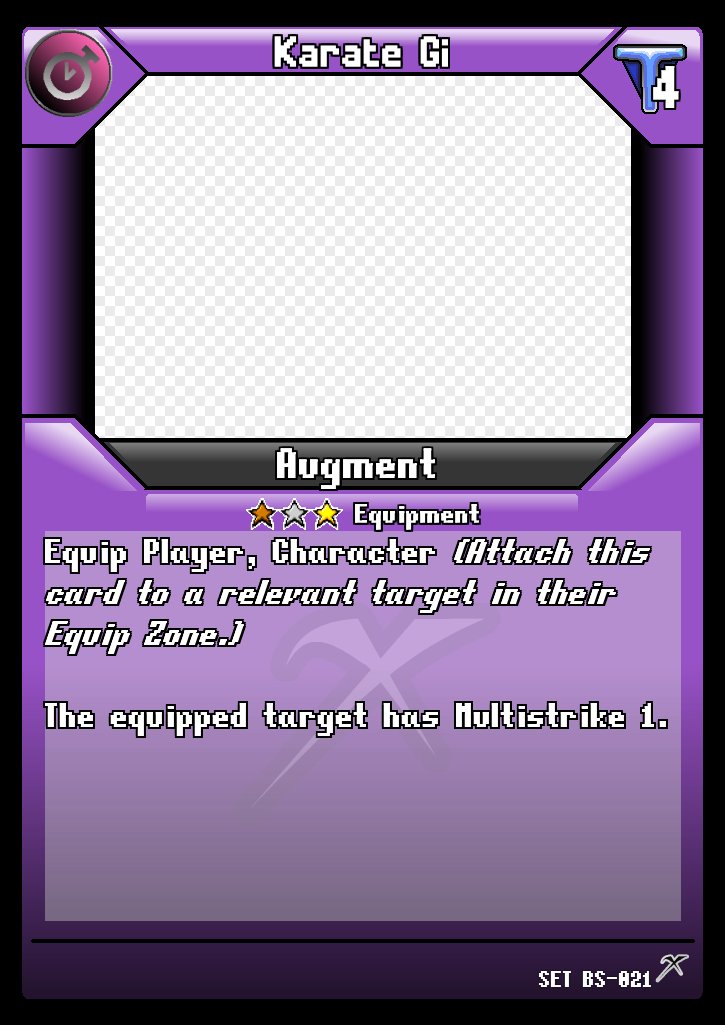 Karate Gi
T4
Augment
Equipment
Equip Player, Character (Attach this
card to a relevant target in their
Equip Zone.)
The equipped target has Multistrike 1.
SET BS-021